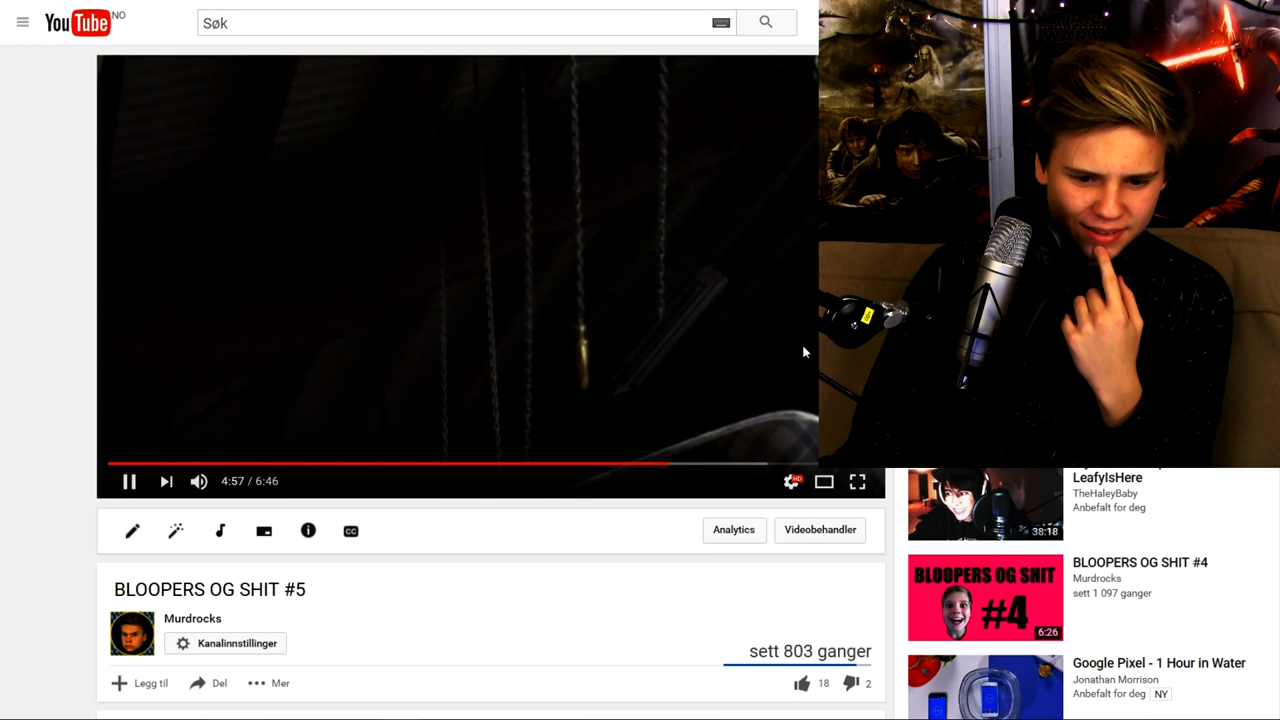 YouTube NO
Søk
4:57 / 6:46
Analytics
Videobehandler
BLOOPERS OG SHIT #5
Murdrocks
Kanalinnstillinger
sett 803 ganger
Legg til
Del
Mer
18
2
LeafyIsHere
TheHaleyBaby
Anbefalt for deg
38:18
BLOOPERS OG SHIT
#4
6:26
BLOOPERS OG SHIT #4
Murdrocks
sett 1 097 ganger
Google Pixel - 1 Hour in Water
Jonathan Morrison
Anbefalt for deg NY